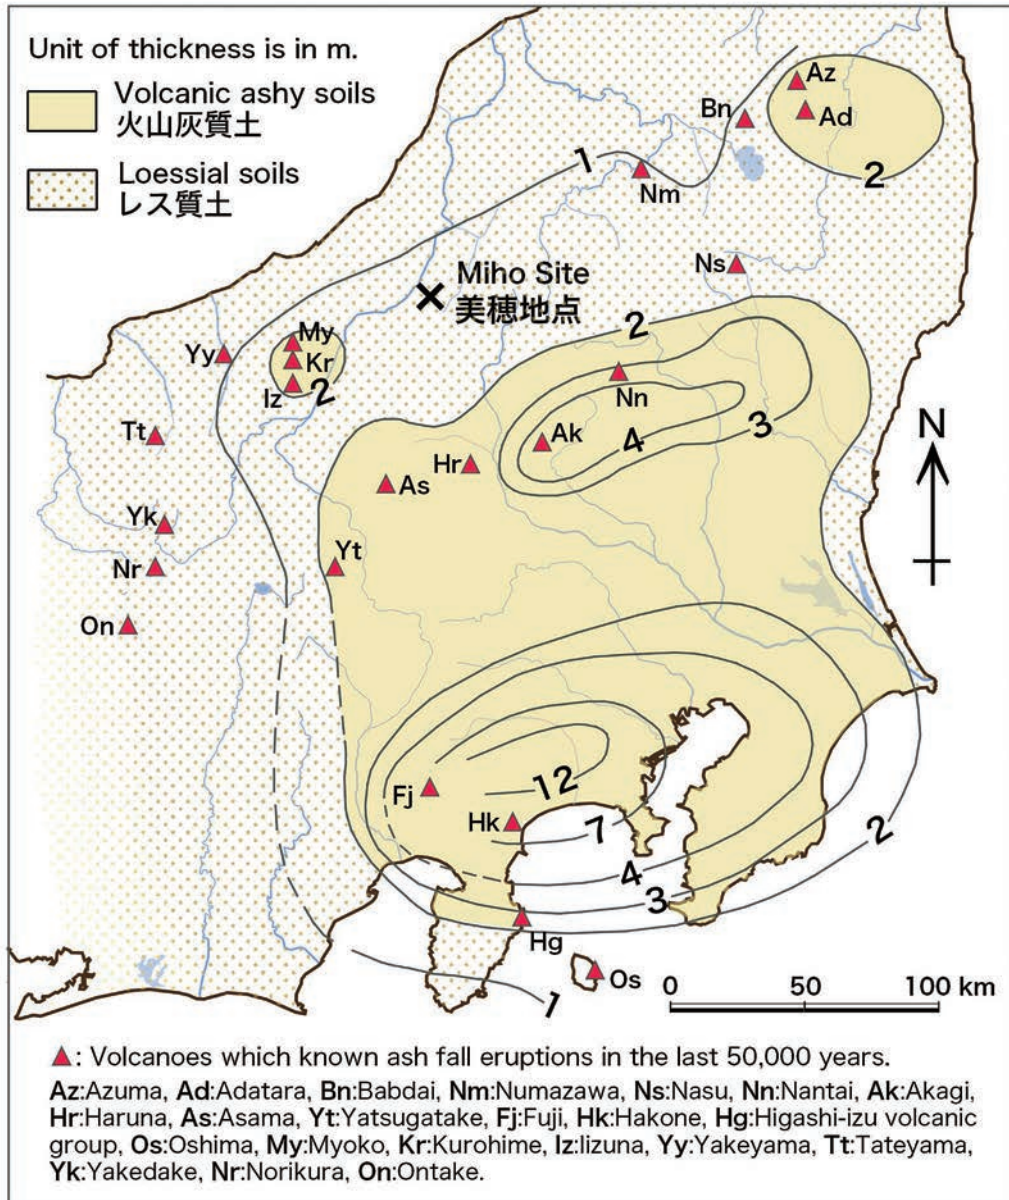 Unit of thickness is in m.
Volcanic ashy soils
火山灰質土
Loessial soils
レス質土
Az
Bn
Ad
1
2
Nm
Ns
Miho Site
美穂地点
2
My
Yy
Kr
Iz
2
Nn
3
N
Tt
Ak
4
Hr
As
Yk
Yt
Nr
On
12
Fj
Hk
7
2
4
3
Hg
Os
1
0 50 100 km
▲: Volcanoes which known ash fall eruptions in the last 50,000 years.
Az:Azuma, Ad:Adatara, Bn:Babdai, Nm:Numazawa, Ns:Nasu, Nn:Nantai, Ak:Akagi,
Hr:Haruna, As:Asama, Yt:Yatsugatake, Fj:Fuji, Hk:Hakone, Hg:Higashi-izu volcanic
group, Os:Oshima, My:Myoko, Kr:Kurohime, Iz:Iizuna, Yy:Yakeyama, Tt:Tateyama,
Yk:Yakedake, Nr:Norikura, On:Ontake.